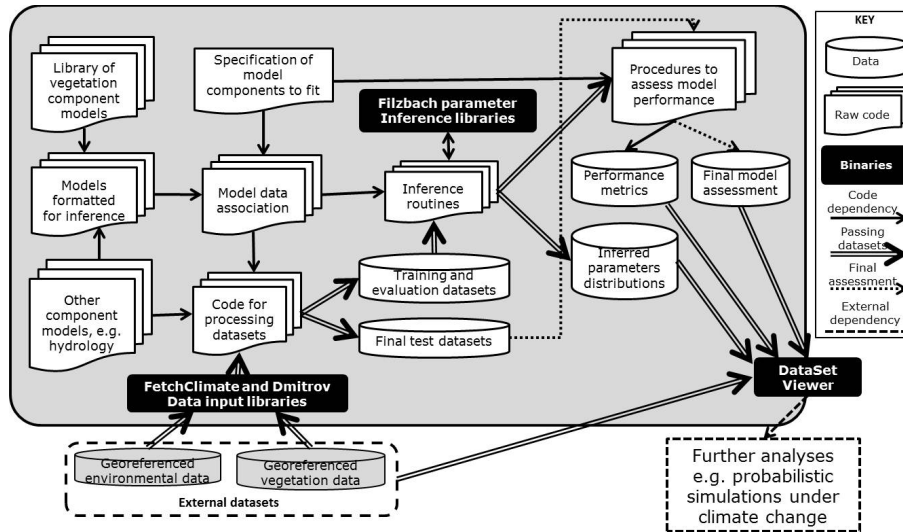 Library of
vegetation
component
models
Specification of
model
components to fit
Procedures to
assess model
performance
Filzbach parameter
Inference libraries
Models
formatted
for inference
Model data
association
Inference
routines
Performance
metrics
Final model
assessment
Other
component
models, e.g.
hydrology
Code for
processing
datasets
Training and
evaluation datasets
Final test datasets
Inferred
parameters
distributions
FetchClimate and Dmitrov
Data input libraries
DataSet
Viewer
Georeferenced
environmental data
Georeferenced
vegetation data
External datasets
Further analyses
e.g. probabilistic
simulations under
climate change
KEY
Data
Raw code
Binaries
Code
dependency
Passing
datasets
Final
assessment
External
dependency